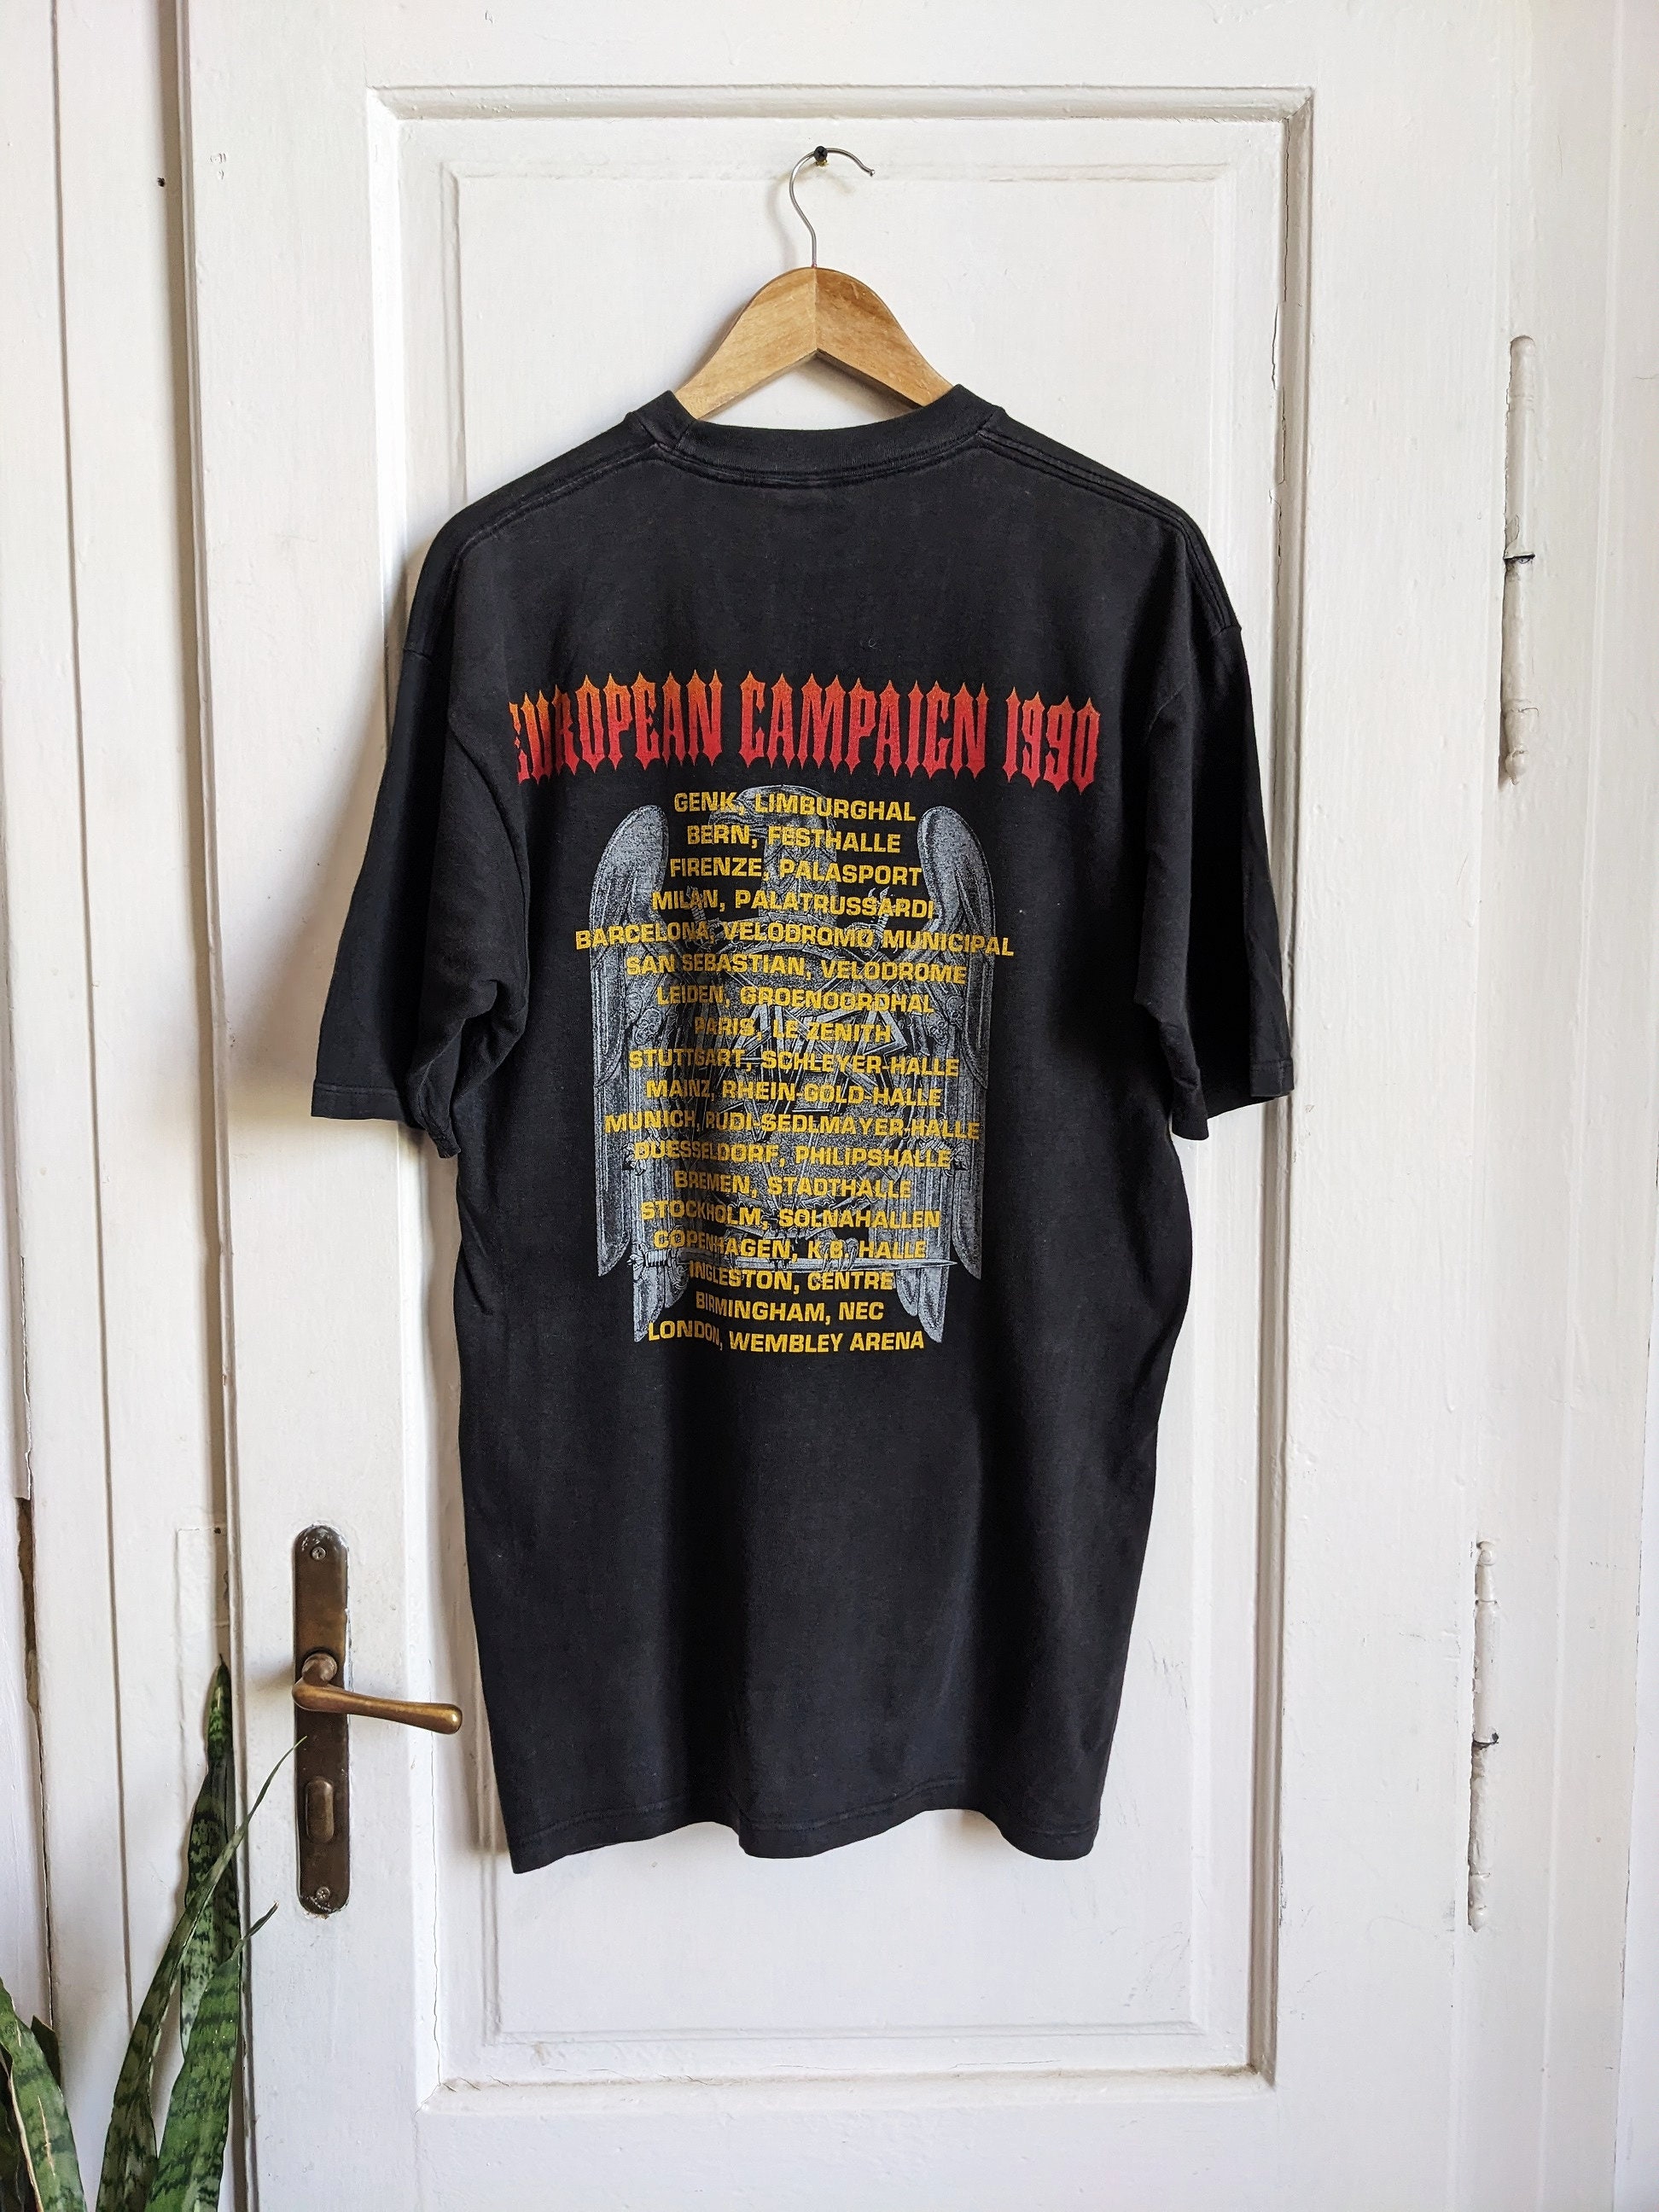 EUROPEAN CAMPAIGN 1990
GENK, LIMBURGHAL
BERN, FESTHALLE
FIRENZE, PALASPORT
MILAN, PALATRUSSARDI
BARCELONA, VELODROMO MUNICIPAL
SAN SEBASTIAN, VELODROME
LEIDEN, GROENOORDHAL
PARIS, LE ZENITH
STUTTGART, SCHLEYER-HALLE
MAINZ, RHEIN-GOLD-HALLE
MUNICH, RUDI-SEDLMAYER-HALLE
DUESSELDORF, PHILIPSHALLE
BREMEN, STADTHALLE
STOCKHOLM, SOLNAHALLEN
COPENHAGEN, K.B. HALLE
INGLESTON, CENTRE
BIRMINGHAM, NEC
LONDON, WEMBLEY ARENA